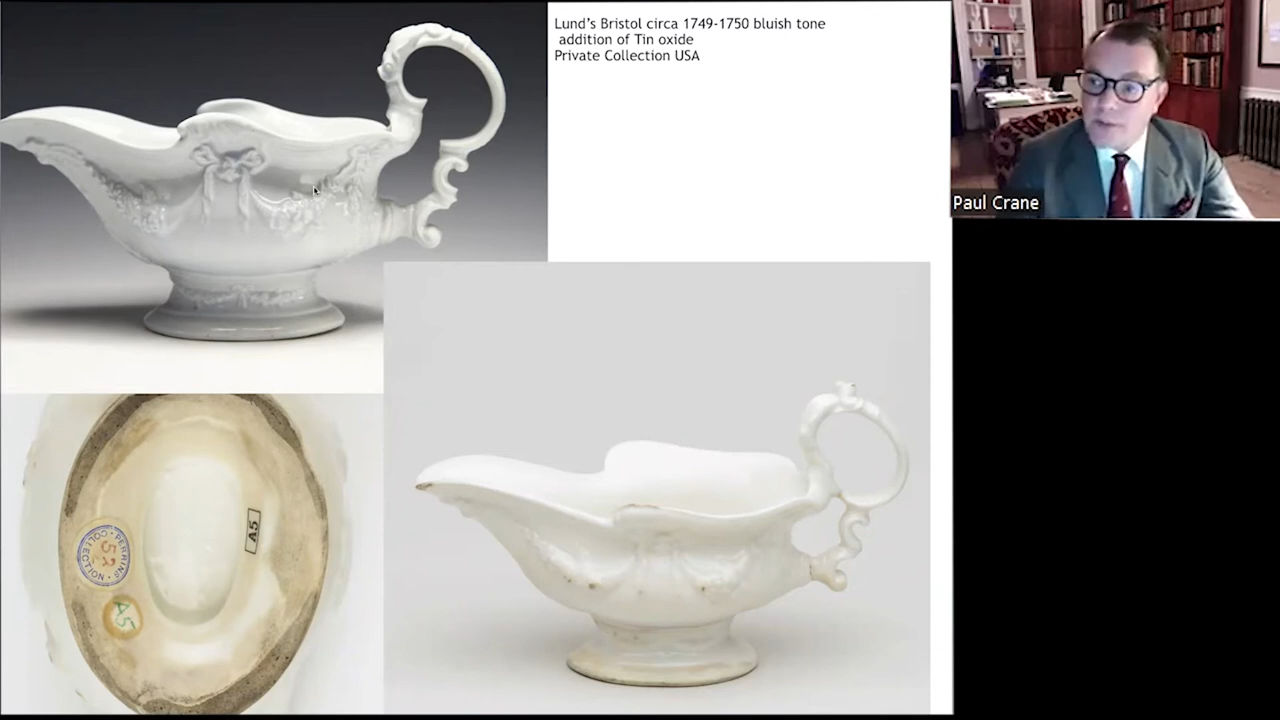 Lund's Bristol circa 1749-1750 bluish tone
addition of Tin oxide
Private Collection USA
Paul Crane
A5
PERRINS COLLECTION
52
A5